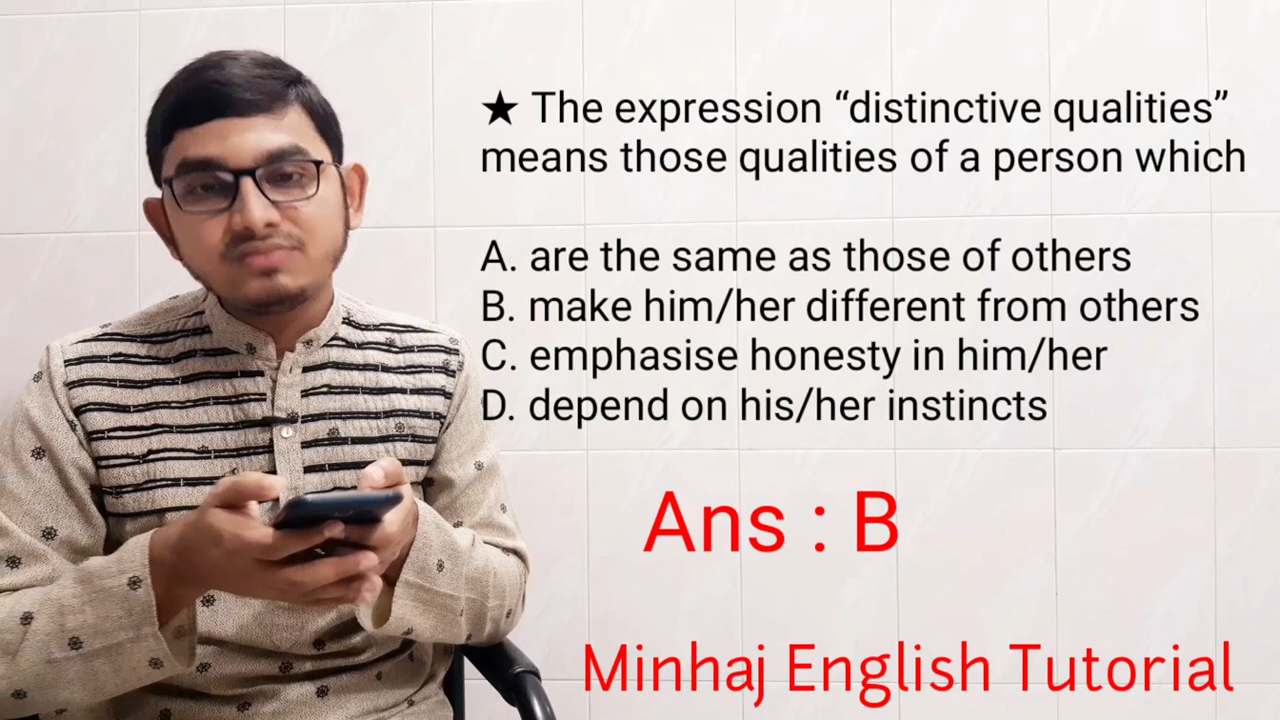 ★ The expression “distinctive qualities”
means those qualities of a person which
A. are the same as those of others
B. make him/her different from others
C. emphasise honesty in him/her
D. depend on his/her instincts
Ans : B
Minhaj English Tutorial